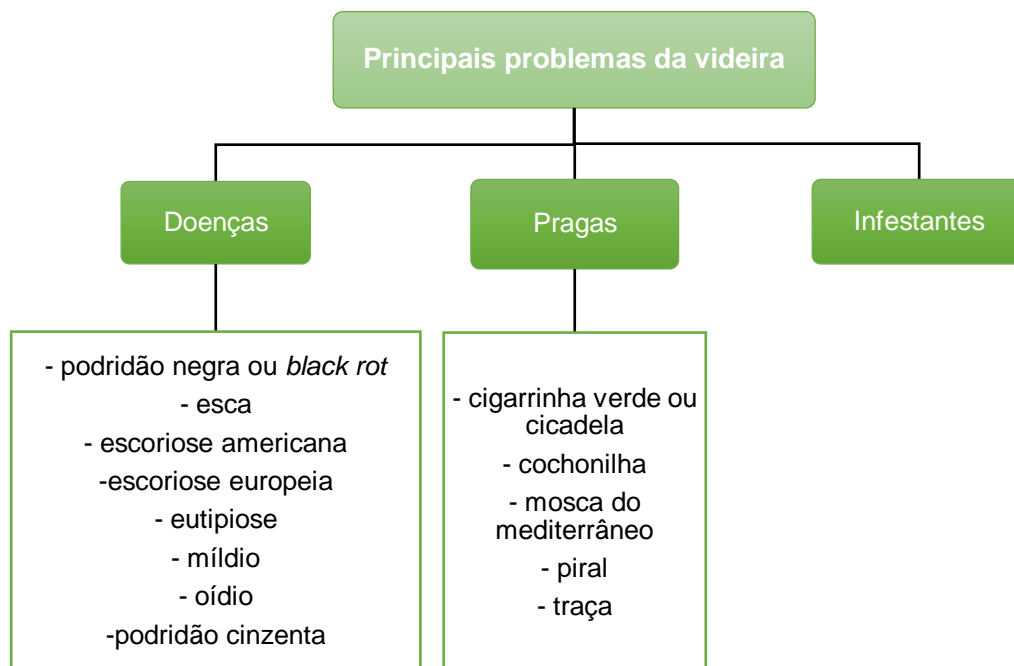 Principais problemas da videira
Doenças
Pragas
Infestantes
- podridão negra ou black rot
- esca
- escoriose americana
-escoriose europeia
- eutipiose
- míldio
- oídio
-podridão cinzenta
- cigarrinha verde ou
cicadela
- cochonilha
- mosca do
mediterrâneo
- piral
- traça